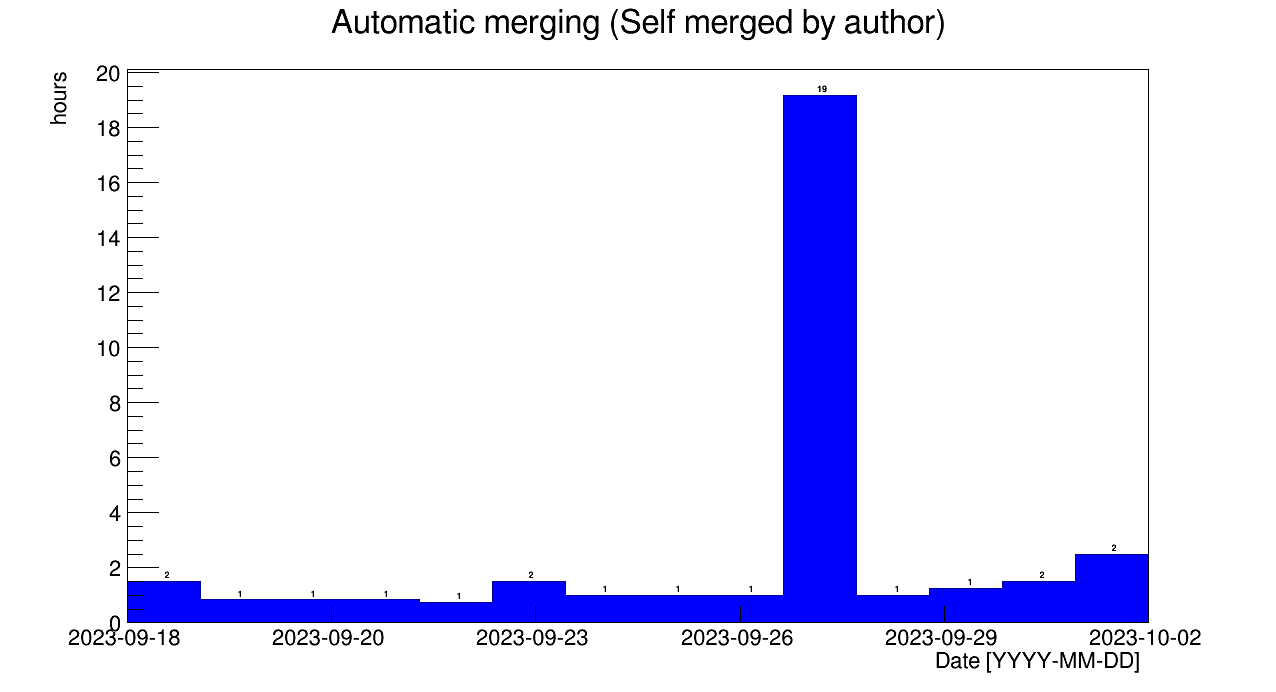 Automatic merging (Self merged by author)
hours
20
18
16
14
12
10
8
6
4
2
0
2 1 1 1 1 2 1 1 1 19 1 1 2 2
2023-09-18 2023-09-20 2023-09-23 2023-09-26 2023-09-29 2023-10-02
Date [YYYY-MM-DD]